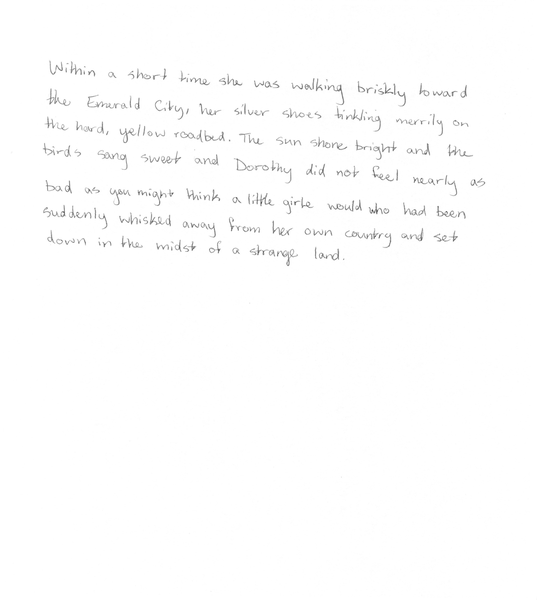 Within a short time she was walking briskly toward
the Emerald City, her silver shoes tinkling merrily on
the hard, yellow roadbed. The sun shone bright and the
birds sang sweet and Dorothy did not feel nearly as
bad as you might think a little girle would who had been
suddenly whisked away from her own country and set
down in the midst of a strange land.